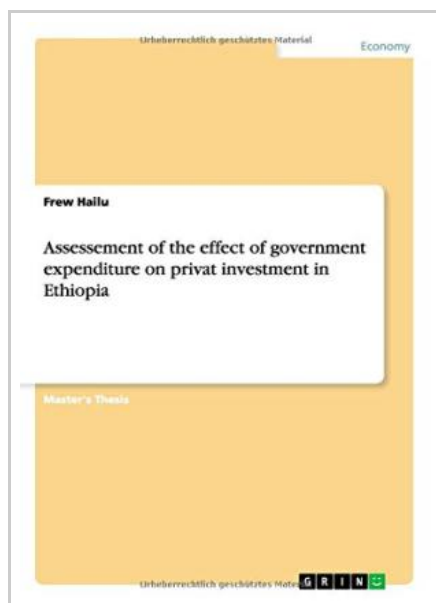 Urheberrechtlich geschütztes Material
Economy
Frew Hailu
Assessement of the effect of government
expenditure on privat investment in
Ethiopia
Master's Thesis
Urheberrechtlich geschütztes Mater
GRIN